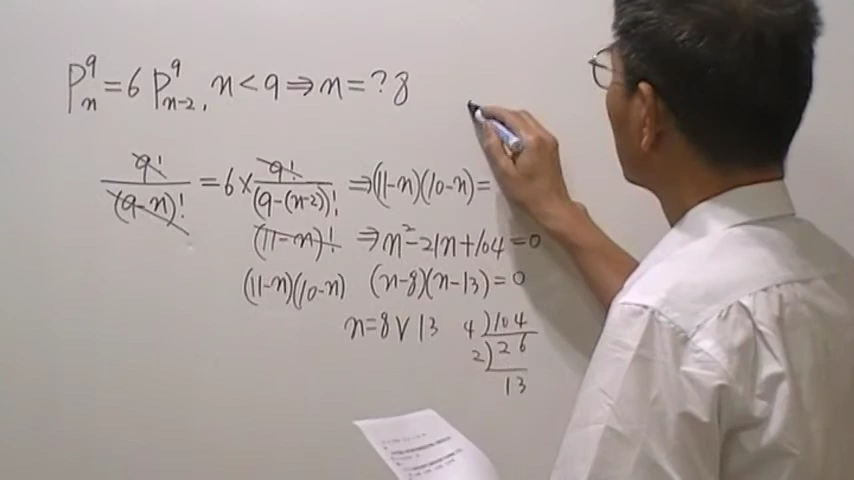 P⁹ₙ = 6 P⁹ₙ₋₂, n < 9 ⇒ n = ? 8
9!/(9-n)! = 6 × 9!/(9-(n-2))! ⇒ (11-n)(10-n) =
(11-n)! ⇒ n² - 21n + 104 = 0
(11-n)(10-n) (n-8)(n-13) = 0
n = 8 ∨ 13 4)104
2)26
13